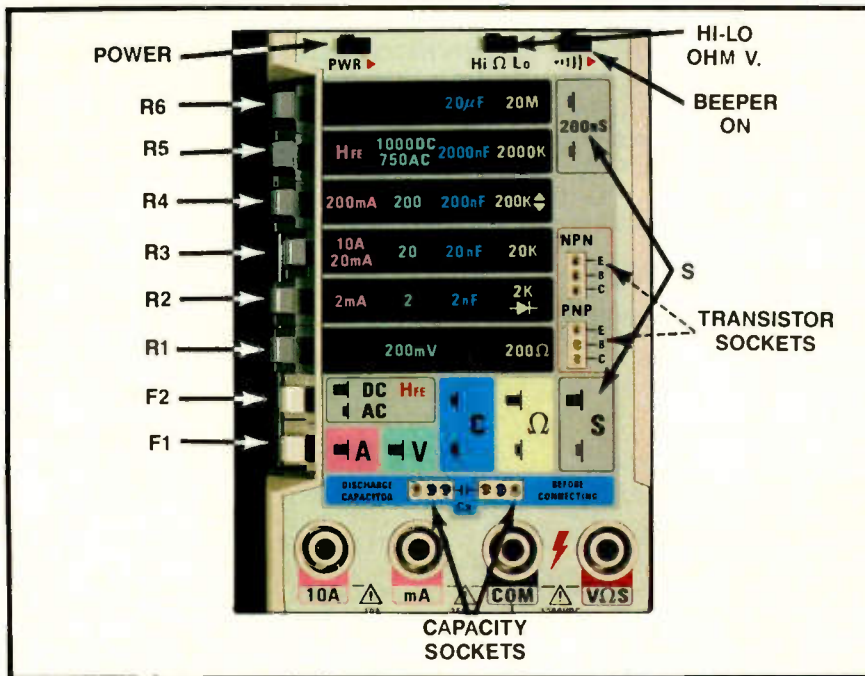 POWER
HI-LO
OHM V.
PWR
Hi Ω Lo
BEEPER
ON
R6
20µF 20M
200nS
R5
HFE 1000DC 750AC 2000nF 2000K
R4
200mA 200 200nF 200K
R3
10A 20mA 20 20nF 20K
NPN
E
B
C
S
R2
2mA 2 2nF 2K
PNP
E
B
C
TRANSISTOR
SOCKETS
R1
200mV 200Ω
F2
DC HFE
AC
C Ω S
F1
A V
DISCHARGE
CAPACITOR
BEFORE
CONNECTING
Cx
10A mA COM VΩS
CAPACITY
SOCKETS